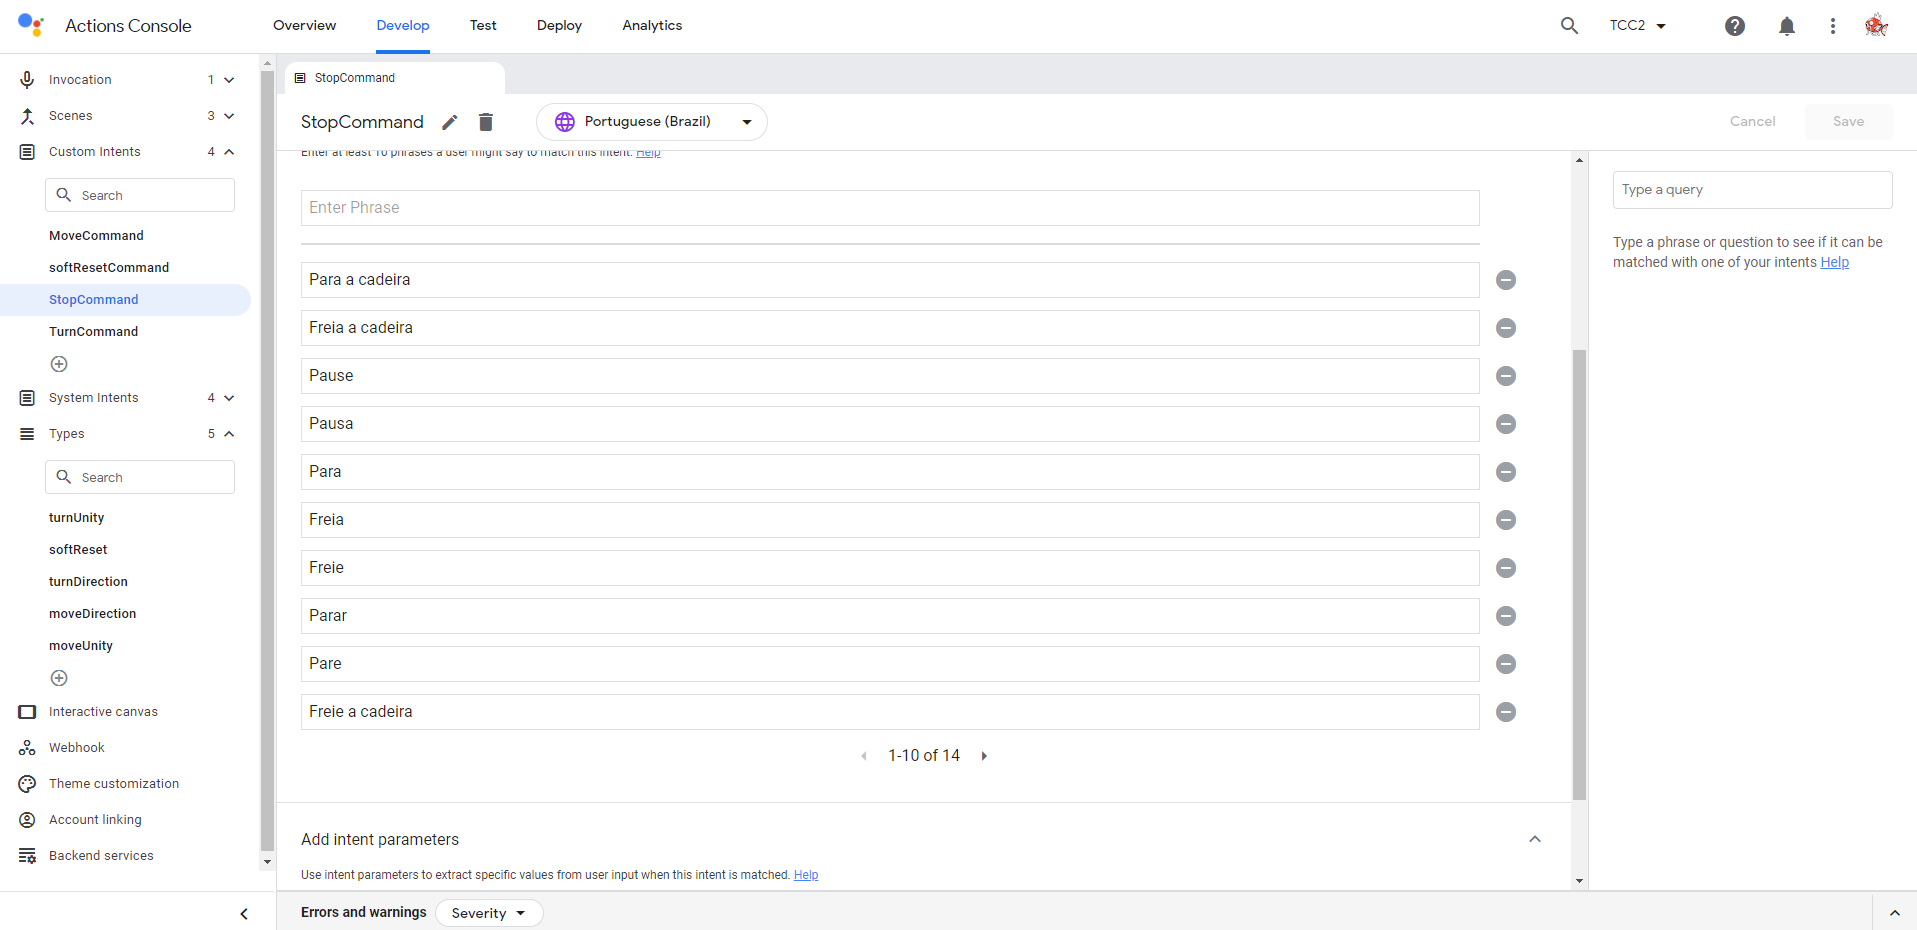 Actions Console
Overview
Develop
Test
Deploy
Analytics
TCC2
Invocation 1
Scenes 3
Custom Intents 4
Search
MoveCommand
softResetCommand
StopCommand
TurnCommand
System Intents 4
Types 5
Search
turnUnity
softReset
turnDirection
moveDirection
moveUnity
Interactive canvas
Webhook
Theme customization
Account linking
Backend services
StopCommand
StopCommand
Portuguese (Brazil)
Cancel
Save
Enter at least 10 phrases a user might say to match this intent. Help
Enter Phrase
Para a cadeira
Freia a cadeira
Pause
Pausa
Para
Freia
Freie
Parar
Pare
Freie a cadeira
1-10 of 14
Add intent parameters
Use intent parameters to extract specific values from user input when this intent is matched. Help
Type a query
Type a phrase or question to see if it can be
matched with one of your intents Help
Errors and warnings
Severity